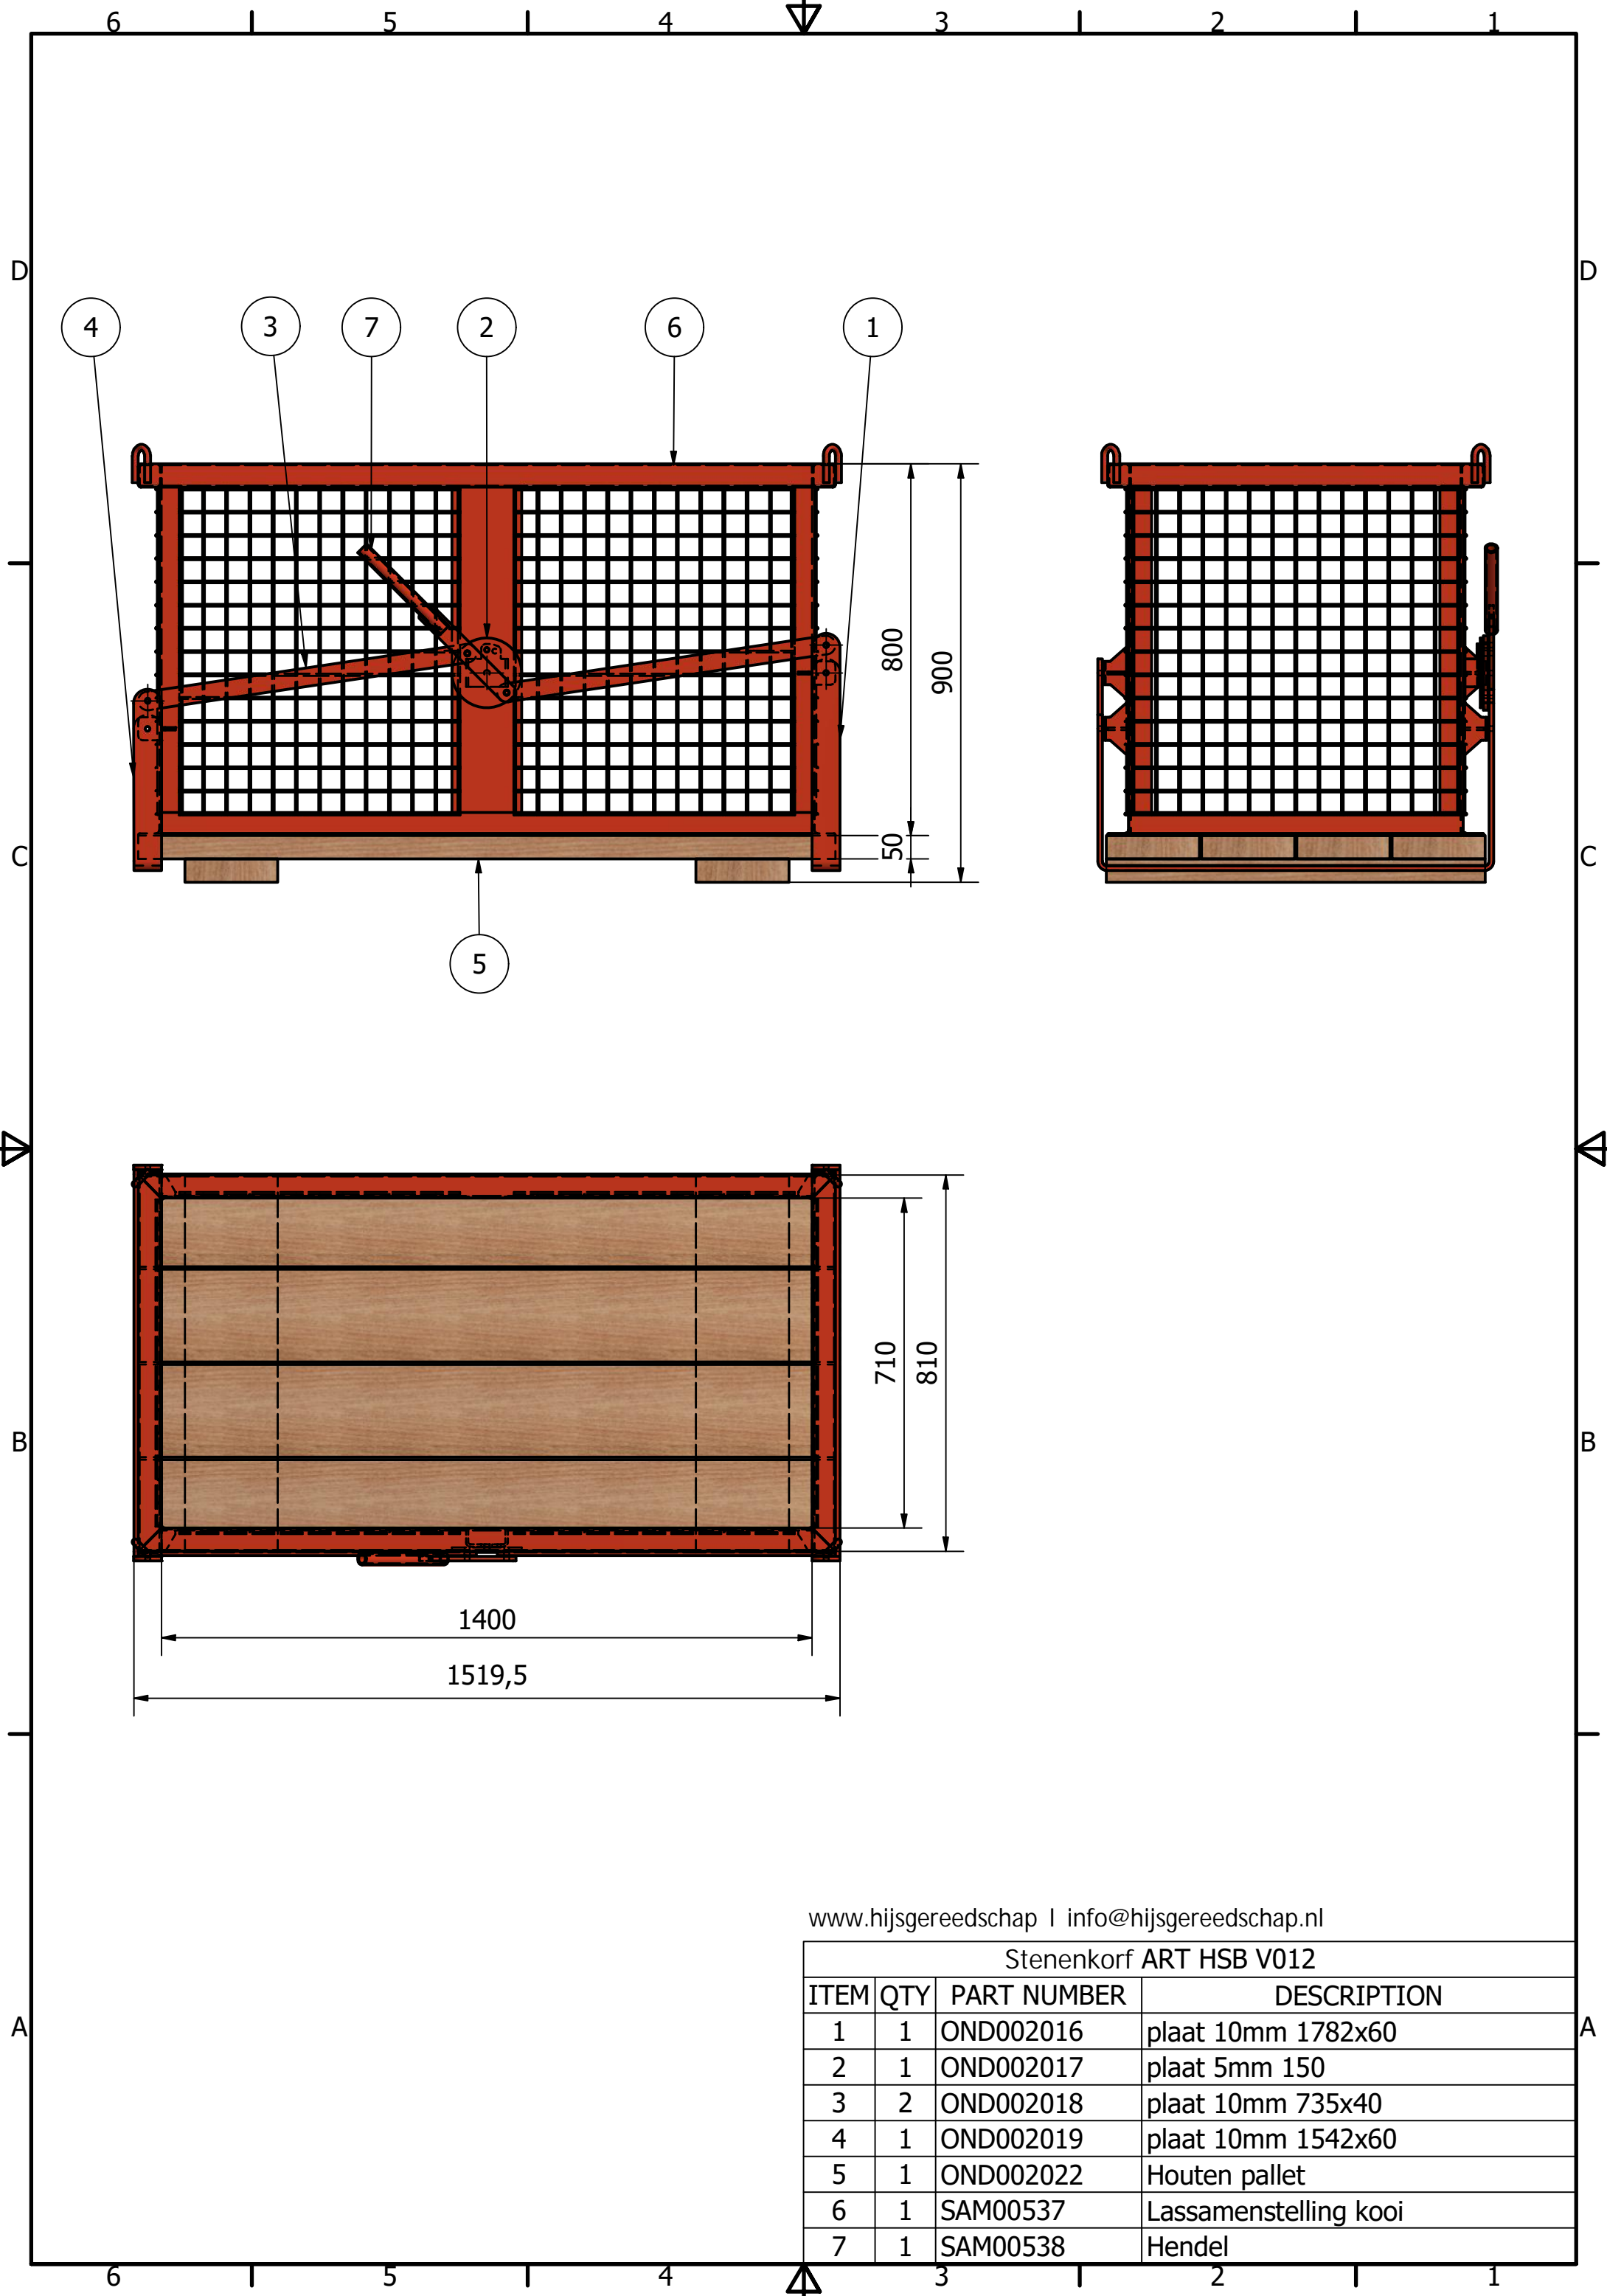 6 5 4 3 2 1
D D
4 3 7 2 6 1
800
900
50
C C
5
710
810
B B
1400
1519,5
www.hijsgereedschap I info@hijsgereedschap.nl
Stenenkorf ART HSB V012
ITEM QTY PART NUMBER DESCRIPTION
1 1 OND002016 plaat 10mm 1782x60
A A
2 1 OND002017 plaat 5mm 150
3 2 OND002018 plaat 10mm 735x40
4 1 OND002019 plaat 10mm 1542x60
5 1 OND002022 Houten pallet
6 1 SAM00537 Lassamenstelling kooi
7 1 SAM00538 Hendel
6 5 4 3 2 1